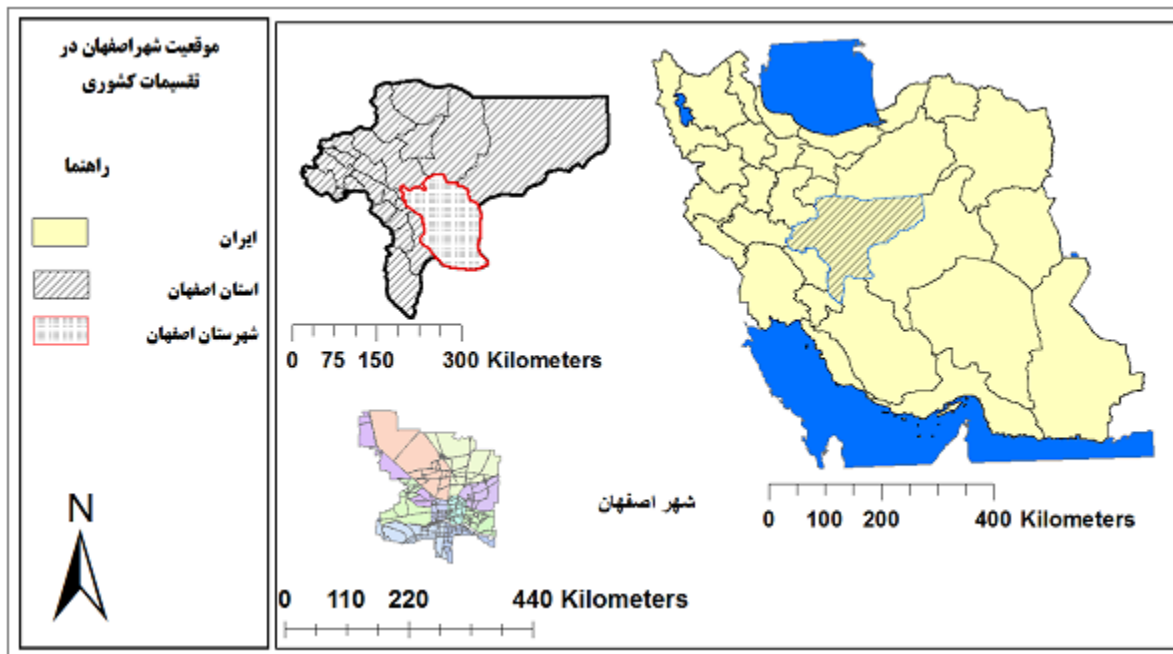 موقعیت شهراصفهان در
تقسیمات کشوری
راهنما
ایران
استان اصفهان
شهرستان اصفهان
N
0 75 150 300 Kilometers
شهر اصفهان
0 110 220 440 Kilometers
0 100 200 400 Kilometers